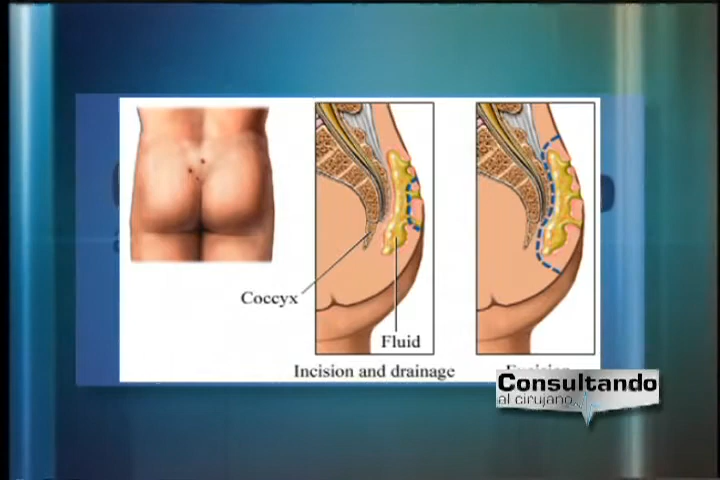 Coccyx
Fluid
Incision and drainage
Consultando
al cirujano